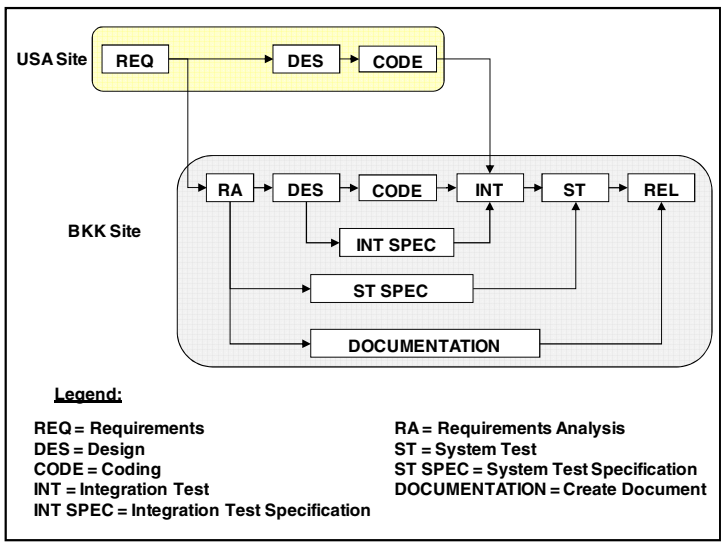 USA Site
REQ
DES
CODE
RA
DES
CODE
INT
ST
REL
BKK Site
INT SPEC
ST SPEC
DOCUMENTATION
Legend:
REQ = Requirements
DES = Design
CODE = Coding
INT = Integration Test
INT SPEC = Integration Test Specification
RA = Requirements Analysis
ST = System Test
ST SPEC = System Test Specification
DOCUMENTATION = Create Document